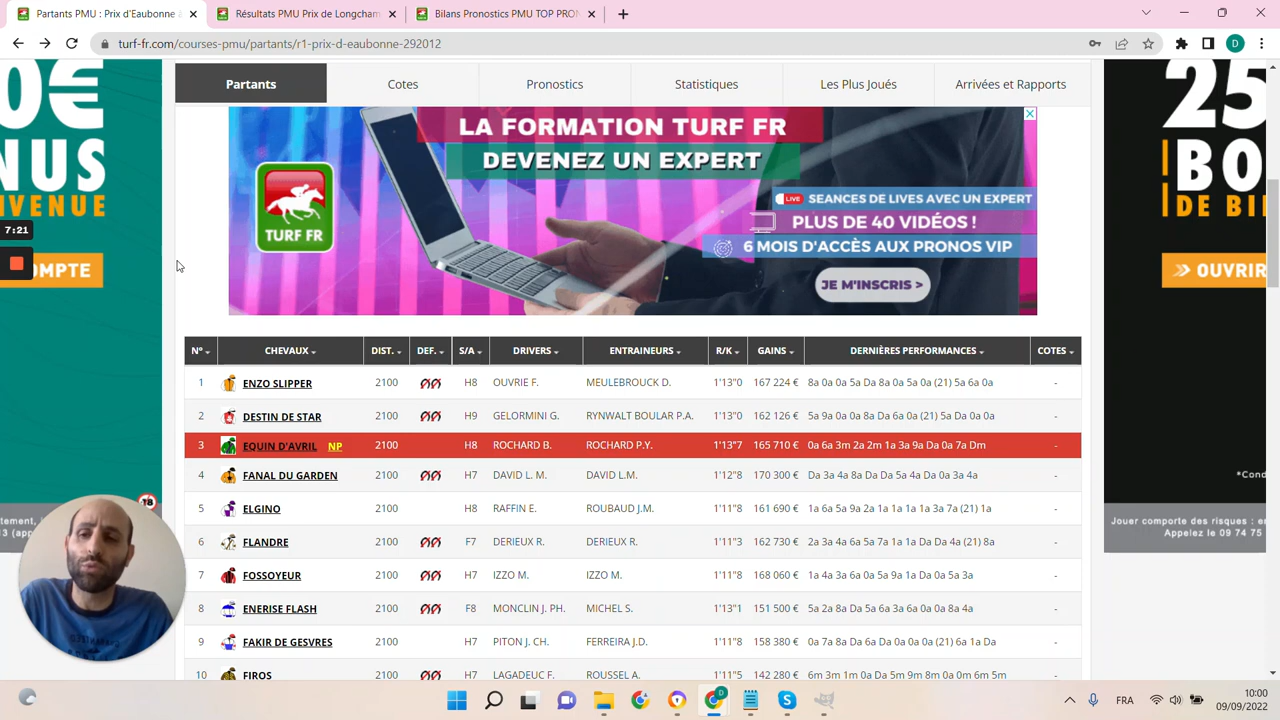 Partants PMU : Prix d'Eaubonne
Résultats PMU Prix de Longcham
Bilans Pronostics PMU TOP PRON
turf-fr.com/courses-pmu/partants/r1-prix-d-eaubonne-292012
Partants Cotes Pronostics Statistiques Les Plus Joués Arrivées et Rapports
0€
NUS
VENUE
7:21
OMPTE
LA FORMATION TURF FR
DEVENEZ UN EXPERT
LIVE SEANCES DE LIVES AVEC UN EXPERT
PLUS DE 40 VIDÉOS !
6 MOIS D'ACCÈS AUX PRONOS VIP
JE M'INSCRIS >
TURF FR
25
BO
DE BI
OUVRIR
N° CHEVAUX DIST. DEF. S/A DRIVERS ENTRAINEURS R/K GAINS DERNIÈRES PERFORMANCES COTES
1 ENZO SLIPPER 2100 H8 OUVRIE F. MEULEBROUCK D. 1'13"0 167 224 € 8a 0a 0a 5a Da 8a 0a 5a 0a (21) 5a 6a 0a -
2 DESTIN DE STAR 2100 H9 GELORMINI G. RYNWALT BOULAR P.A. 1'13"0 162 126 € 5a 9a 0a 0a 8a Da 6a 0a (21) 5a Da 0a 0a -
3 EQUIN D'AVRIL NP 2100 H8 ROCHARD B. ROCHARD P.Y. 1'13"7 165 710 € 0a 6a 3m 2a 2m 1a 3a 9a Da 0a 7a Dm
4 FANAL DU GARDEN 2100 H7 DAVID L. M. DAVID L.M. 1'12"8 170 300 € Da 3a 4a 8a Da Da 5a 4a Da 0a 3a 4a -
5 ELGINO 2100 H8 RAFFIN E. ROUBAUD J.M. 1'11"8 161 690 € 1a 6a 5a 9a 2a 1a 1a 1a 1a 3a 7a (21) 1a -
6 FLANDRE 2100 F7 DERIEUX R. DERIEUX R. 1'11"3 162 730 € 2a 3a 4a 6a 5a 7a 1a 1a Da Da 4a (21) 8a -
7 FOSSOYEUR 2100 H7 IZZO M. IZZO M. 1'11"8 168 060 € 1a 4a 3a 6a 0a 5a 9a 1a Da 0a 5a 3a -
8 ENERISE FLASH 2100 F8 MONCLIN J. PH. MICHEL S. 1'13"1 151 500 € 5a 2a 8a Da 5a 6a 3a 6a 0a 0a 8a 4a -
9 FAKIR DE GESVRES 2100 H7 PITON J. CH. FERREIRA J.D. 1'11"8 158 380 € 0a 7a 8a Da 6a Da 0a 0a 0a (21) 6a 1a Da -
10 FIROS 2100 H7 LAGADEUC F. ROUSSEL A. 1'11"5 142 280 € 6m 3m 1m 0a Da 5m 9m 8m 0a 0m 6m 5m -
18
tement,
13 (app
*Cond
Jouer comporte des risques : en
Appelez le 09 74 75
D
FRA
10:00
09/09/2022